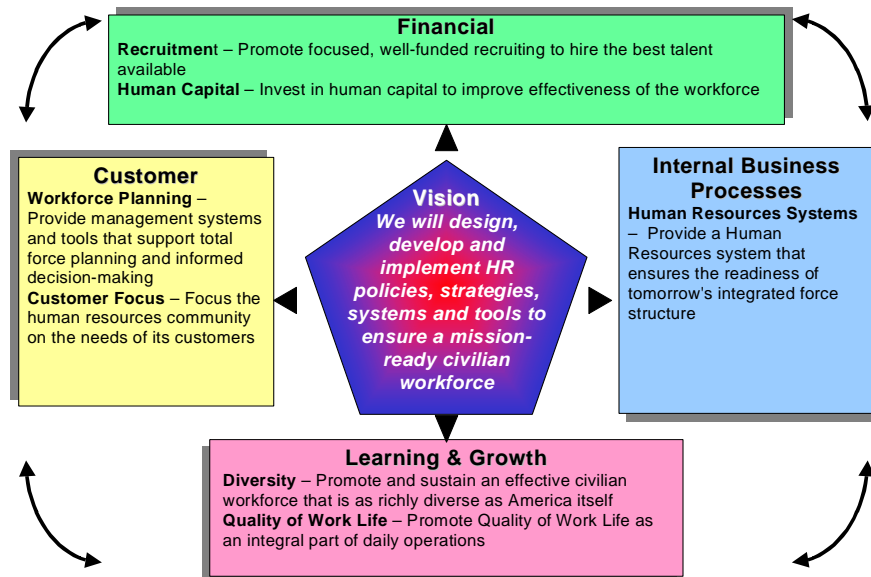 Financial
Recruitment – Promote focused, well-funded recruiting to hire the best talent
available
Human Capital – Invest in human capital to improve effectiveness of the workforce
Customer
Workforce Planning –
Provide management systems
and tools that support total
force planning and informed
decision-making
Customer Focus – Focus the
human resources community
on the needs of its customers
Vision
We will design,
develop and
implement HR
policies, strategies,
systems and tools to
ensure a mission-
ready civilian
workforce
Internal Business
Processes
Human Resources Systems
– Provide a Human
Resources system that
ensures the readiness of
tomorrow's integrated force
structure
Learning & Growth
Diversity – Promote and sustain an effective civilian
workforce that is as richly diverse as America itself
Quality of Work Life – Promote Quality of Work Life as
an integral part of daily operations